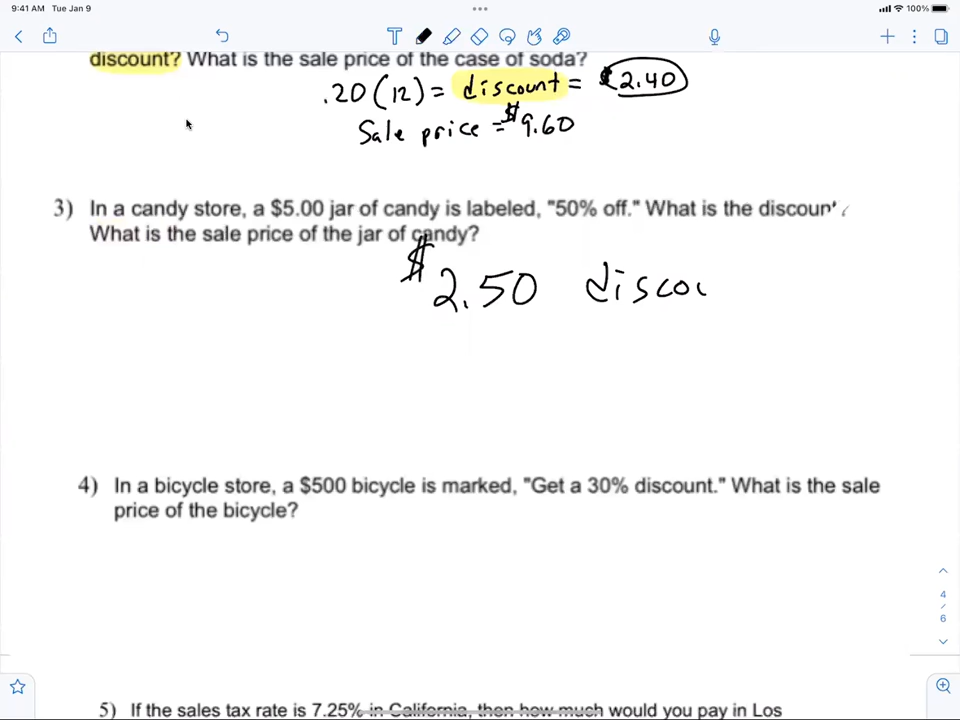 9:41 AM Tue Jan 9
100%
discount? What is the sale price of the case of soda?
.20 (12) = discount = $2.40
Sale price = $9.60
3) In a candy store, a $5.00 jar of candy is labeled, "50% off." What is the discount
What is the sale price of the jar of candy?
$2.50 discou
4) In a bicycle store, a $500 bicycle is marked, "Get a 30% discount." What is the sale
price of the bicycle?
4
/
6
5) If the sales tax rate is 7.25% in California, then how much would you pay in Los